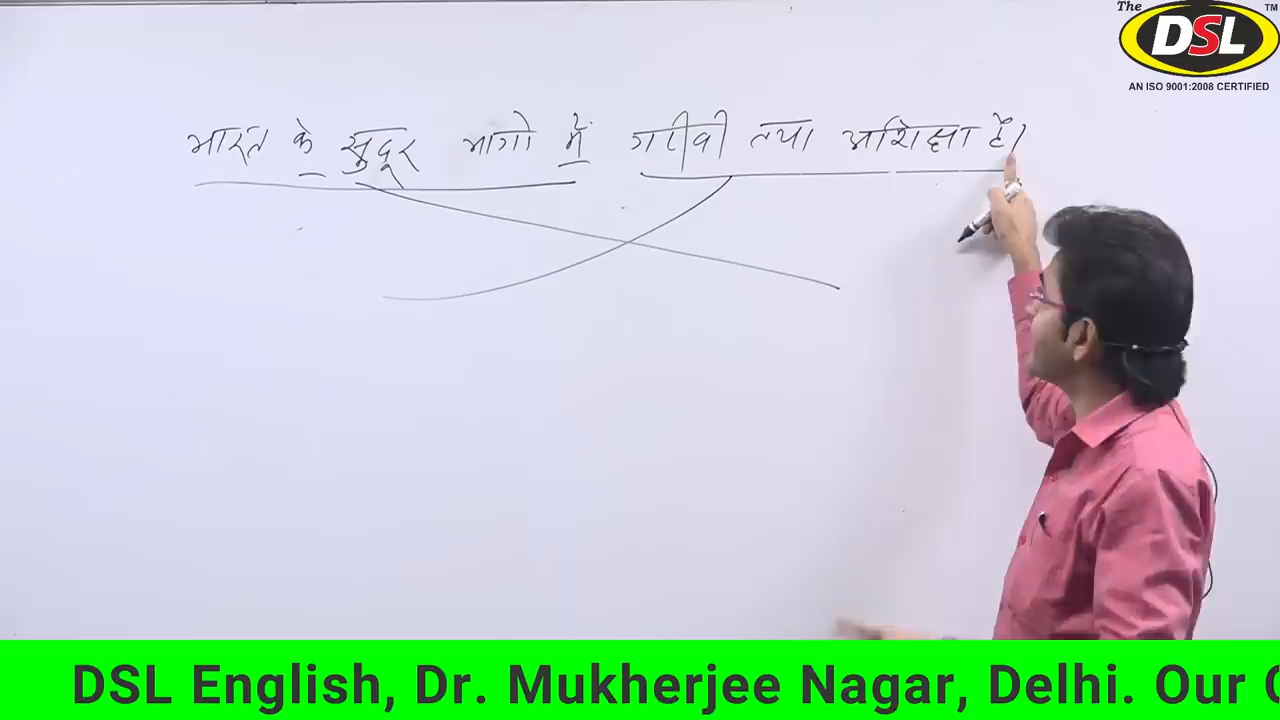 The DSL TM
AN ISO 9001:2008 CERTIFIED
भारत के सुदूर भागो में गरीबी तथा अशिक्षा है।
DSL English, Dr. Mukherjee Nagar, Delhi. Our